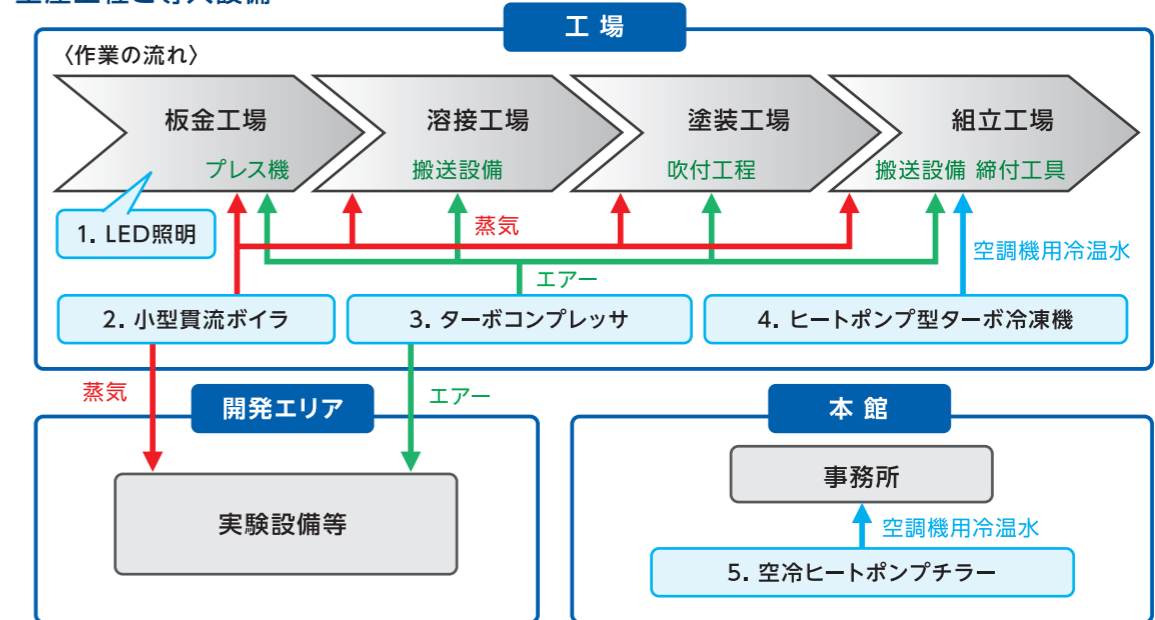 工 場
〈作業の流れ〉
板金工場
溶接工場
塗装工場
組立工場
プレス機
搬送設備
吹付工程
搬送設備 締付工具
1. LED照明
蒸気
空調機用冷温水
エアー
2. 小型貫流ボイラ
3. ターボコンプレッサ
4. ヒートポンプ型ターボ冷凍機
蒸気
エアー
開発エリア
本 館
実験設備等
事務所
空調機用冷温水
5. 空冷ヒートポンプチラー